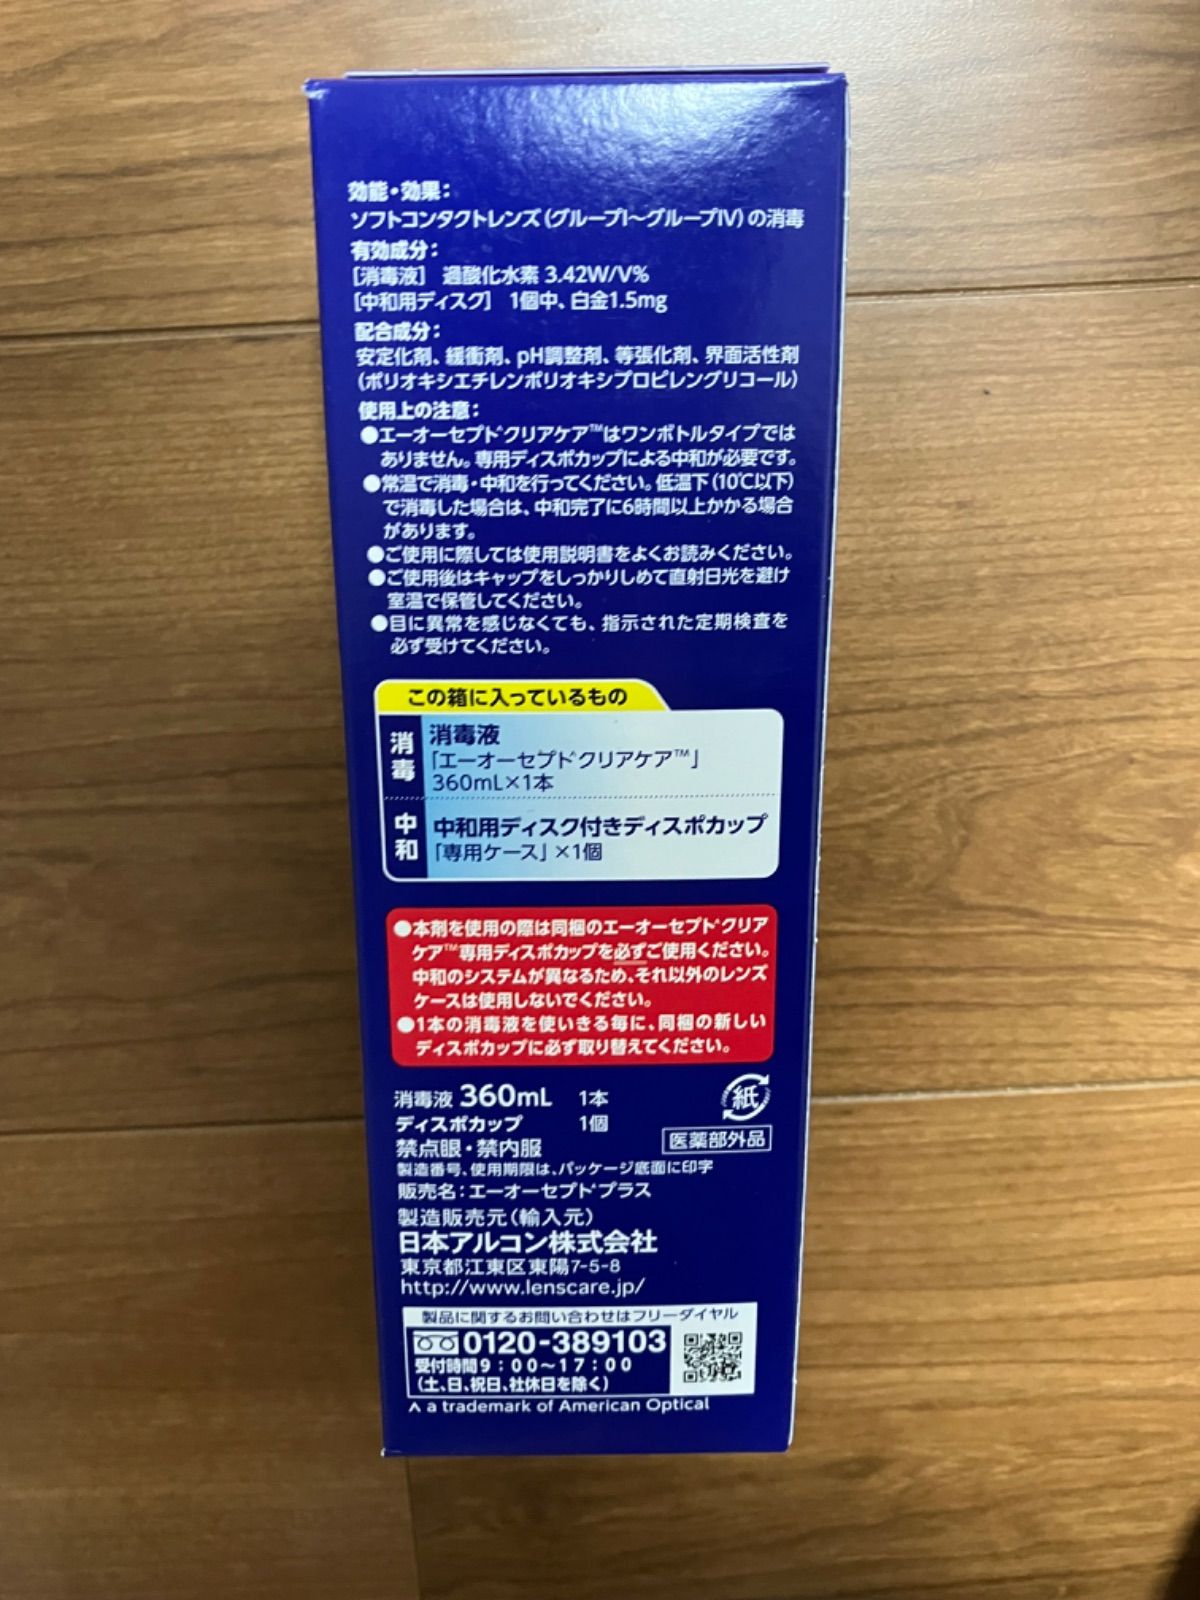 効能・効果：
ソフトコンタクトレンズ（グループI～グループIV）の消毒
有効成分：
［消毒液］ 過酸化水素 3.42W/V%
［中和用ディスク］ 1個中、白金1.5mg
配合成分：
安定化剤、緩衝剤、pH調整剤、等張化剤、界面活性剤
（ポリオキシエチレンポリオキシプロピレングリコール）
使用上の注意：
●エーオーセプト^クリアケア™はワンボトルタイプでは
ありません。専用ディスポカップによる中和が必要です。
●常温で消毒・中和を行ってください。低温下（10℃以下）
で消毒した場合は、中和完了に6時間以上かかる場合
があります。
●ご使用に際しては使用説明書をよくお読みください。
●ご使用後はキャップをしっかりしめて直射日光を避け
室温で保管してください。
●目に異常を感じなくても、指示された定期検査を
必ず受けてください。
この箱に入っているもの
消毒
消毒液
「エーオーセプト^クリアケア™」
360mL×1本
中和
中和用ディスク付きディスポカップ
「専用ケース」×1個
●本剤を使用の際は同梱のエーオーセプト^クリア
ケア™専用ディスポカップを必ずご使用ください。
中和のシステムが異なるため、それ以外のレンズ
ケースは使用しないでください。
●1本の消毒液を使いきる毎に、同梱の新しい
ディスポカップに必ず取り替えてください。
消毒液 360mL 1本
ディスポカップ 1個
紙
禁点眼・禁内服
医薬部外品
製造番号、使用期限は、パッケージ底面に印字
販売名：エーオーセプト^プラス
製造販売元（輸入元）
日本アルコン株式会社
東京都江東区東陽7-5-8
http://www.lenscare.jp/
製品に関するお問い合わせはフリーダイヤル
0120-389103
受付時間9：00～17：00
（土、日、祝日、社休日を除く）
^ a trademark of American Optical